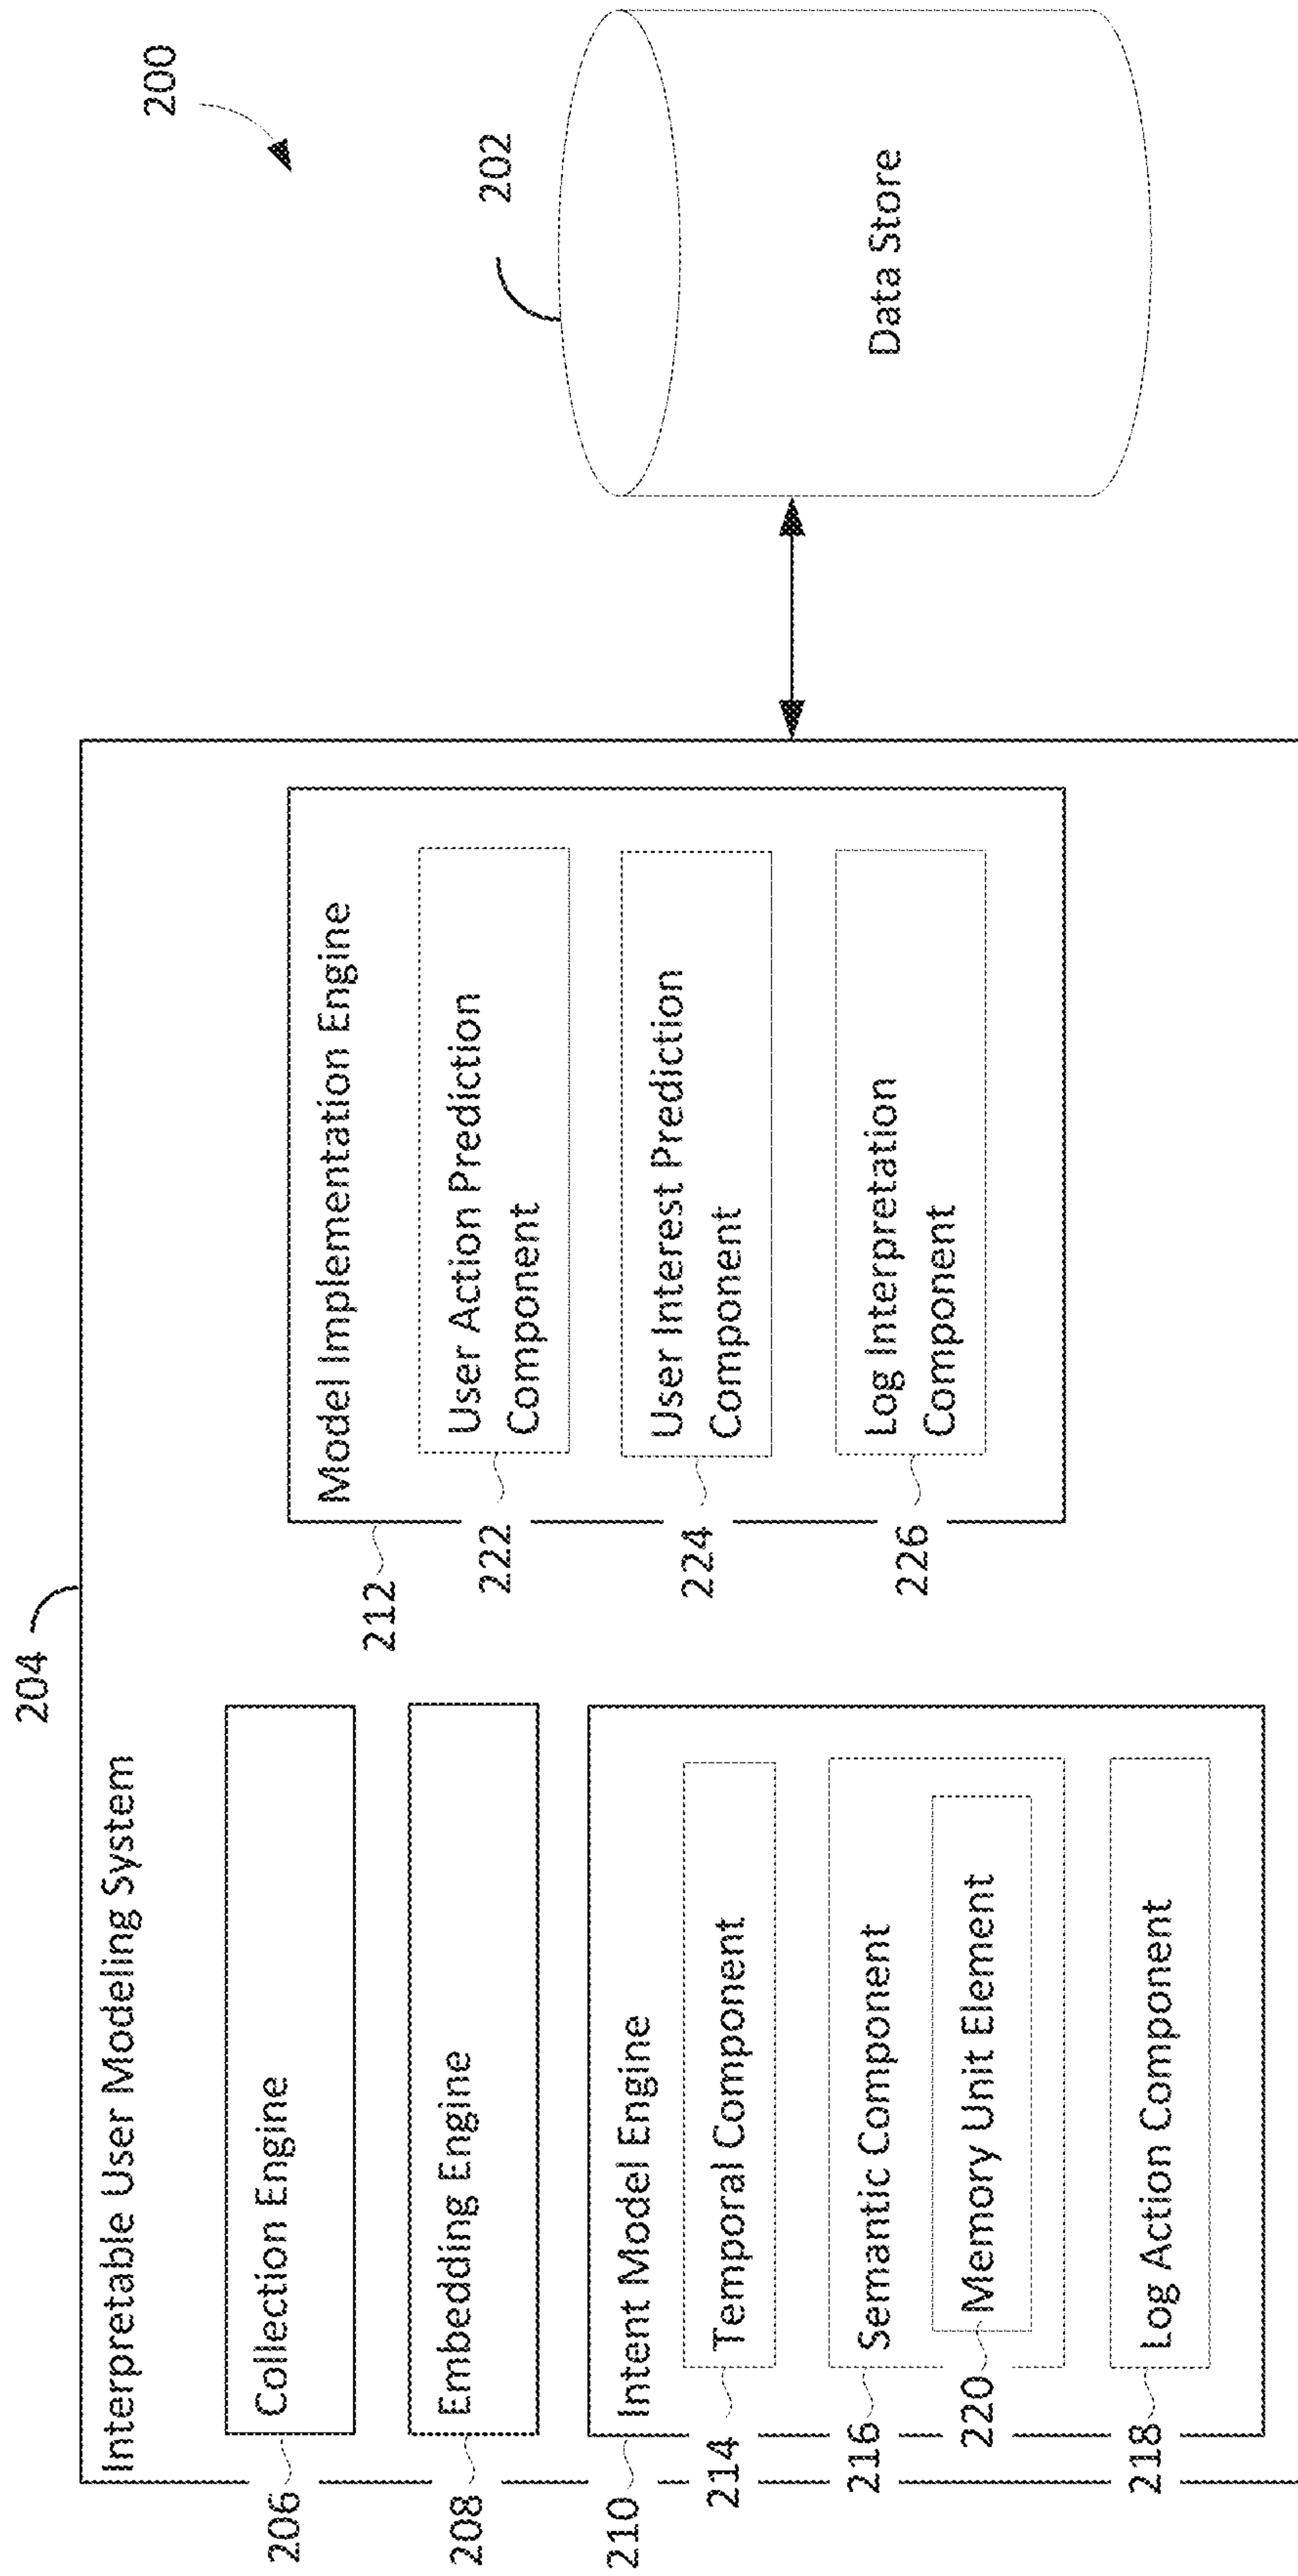 200
204
Interpretable User Modeling System
206
Collection Engine
208
Embedding Engine
210
Intent Model Engine
214
Temporal Component
216
Semantic Component
220
Memory Unit Element
218
Log Action Component
212
Model Implementation Engine
222
User Action Prediction
Component
224
User Interest Prediction
Component
226
Log Interpretation
Component
202
Data Store